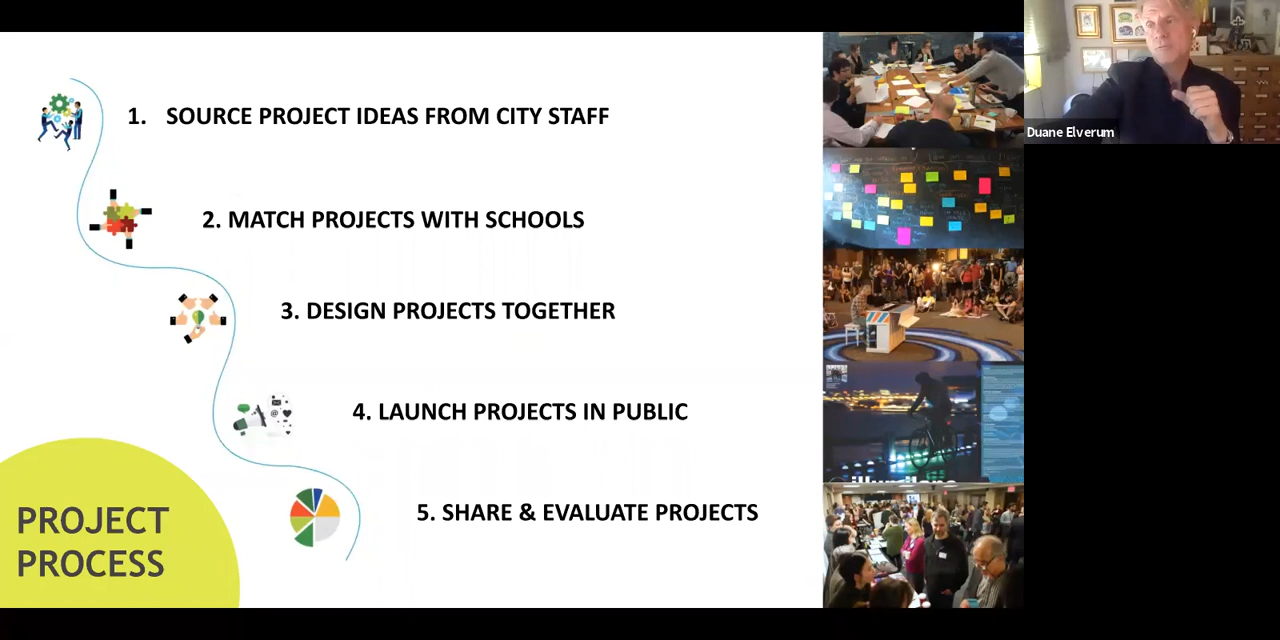 1. SOURCE PROJECT IDEAS FROM CITY STAFF
2. MATCH PROJECTS WITH SCHOOLS
3. DESIGN PROJECTS TOGETHER
4. LAUNCH PROJECTS IN PUBLIC
5. SHARE & EVALUATE PROJECTS
PROJECT
PROCESS
Duane Elverum